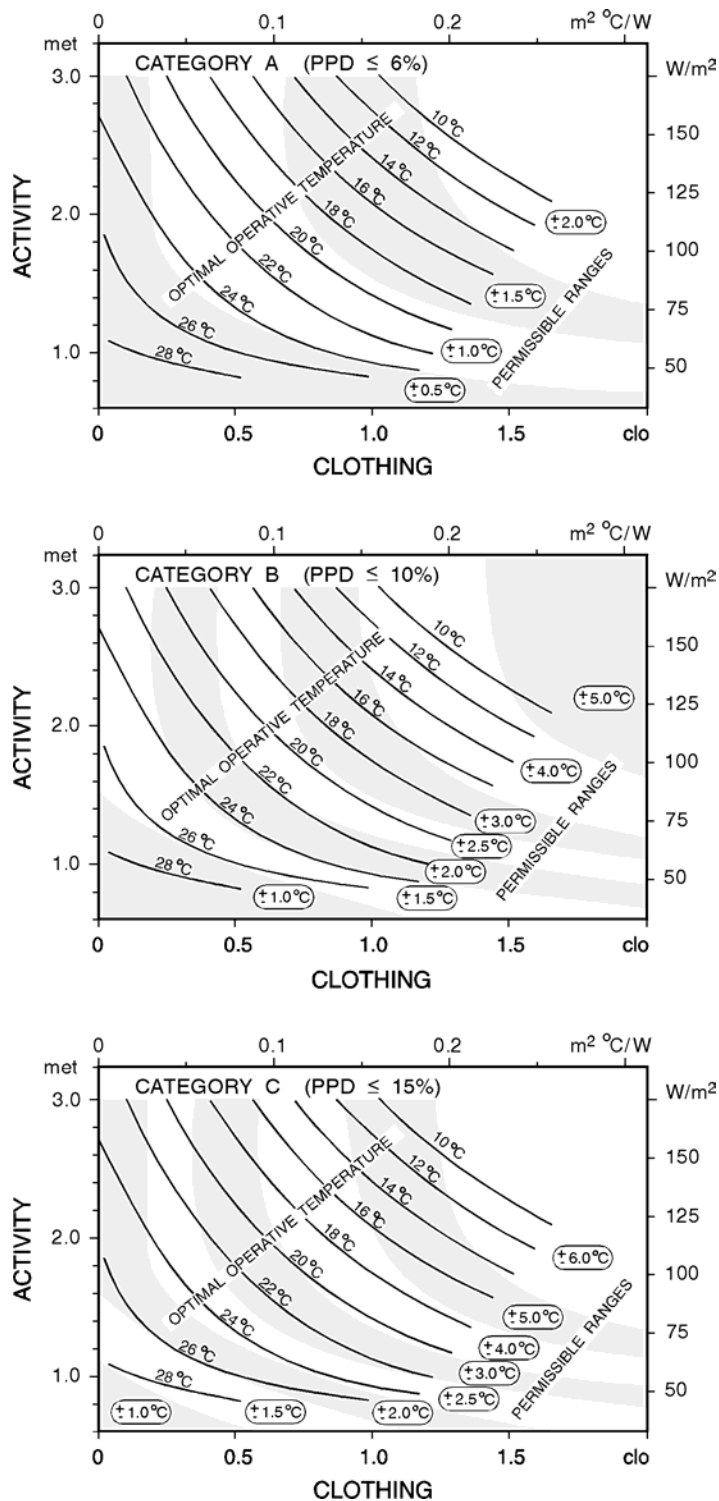 0 0.1 0.2 m² °C/W
met CATEGORY A (PPD ≤ 6%) W/m²
3.0
10°C
12°C
150
14°C
OPTIMAL OPERATIVE TEMPERATURE
16°C
125
2.0
18°C
±2.0°C
20°C
100
22°C
ACTIVITY
24°C
±1.5°C
75
26°C
PERMISSIBLE RANGES
1.0
28°C
±1.0°C
50
±0.5°C
0 0.5 1.0 1.5 clo
CLOTHING
0 0.1 0.2 m² °C/W
met CATEGORY B (PPD ≤ 10%) W/m²
3.0
10°C
12°C
150
14°C
OPTIMAL OPERATIVE TEMPERATURE
16°C
±5.0°C
125
2.0
18°C
20°C
±4.0°C
100
22°C
ACTIVITY
24°C
±3.0°C
75
26°C
±2.5°C
PERMISSIBLE RANGES
1.0
28°C
±2.0°C
50
±1.0°C
±1.5°C
0 0.5 1.0 1.5 clo
CLOTHING
0 0.1 0.2 m² °C/W
met CATEGORY C (PPD ≤ 15%) W/m²
3.0
10°C
12°C
150
14°C
OPTIMAL OPERATIVE TEMPERATURE
16°C
125
2.0
18°C
±6.0°C
20°C
100
22°C
ACTIVITY
24°C
±5.0°C
75
26°C
±4.0°C
PERMISSIBLE RANGES
1.0
28°C
±3.0°C
50
±2.5°C
±1.0°C
±1.5°C
±2.0°C
0 0.5 1.0 1.5 clo
CLOTHING